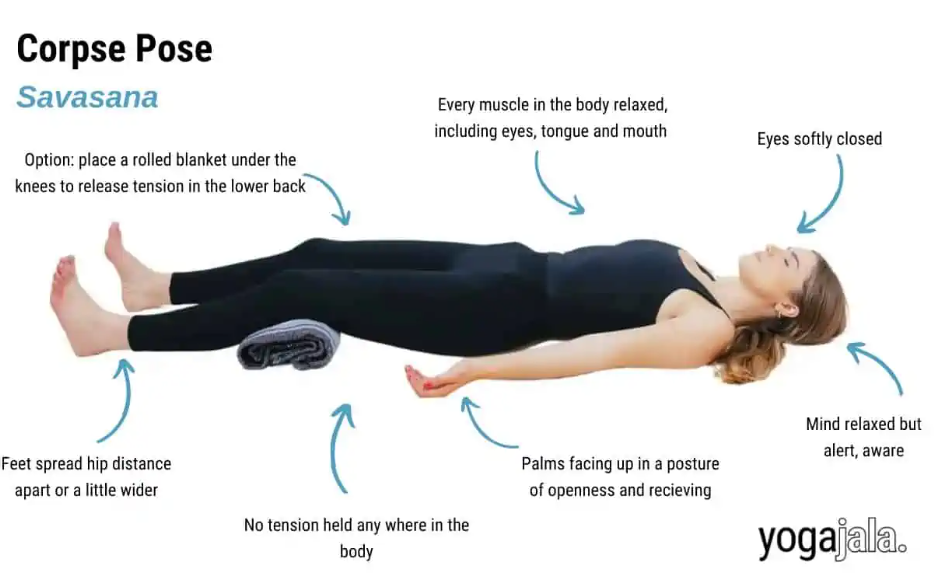 Corpse Pose
Savasana
Every muscle in the body relaxed,
including eyes, tongue and mouth
Eyes softly closed
Option: place a rolled blanket under the
knees to release tension in the lower back
Mind relaxed but
alert, aware
Feet spread hip distance
apart or a little wider
Palms facing up in a posture
of openness and recieving
No tension held any where in the
body
yogajala.